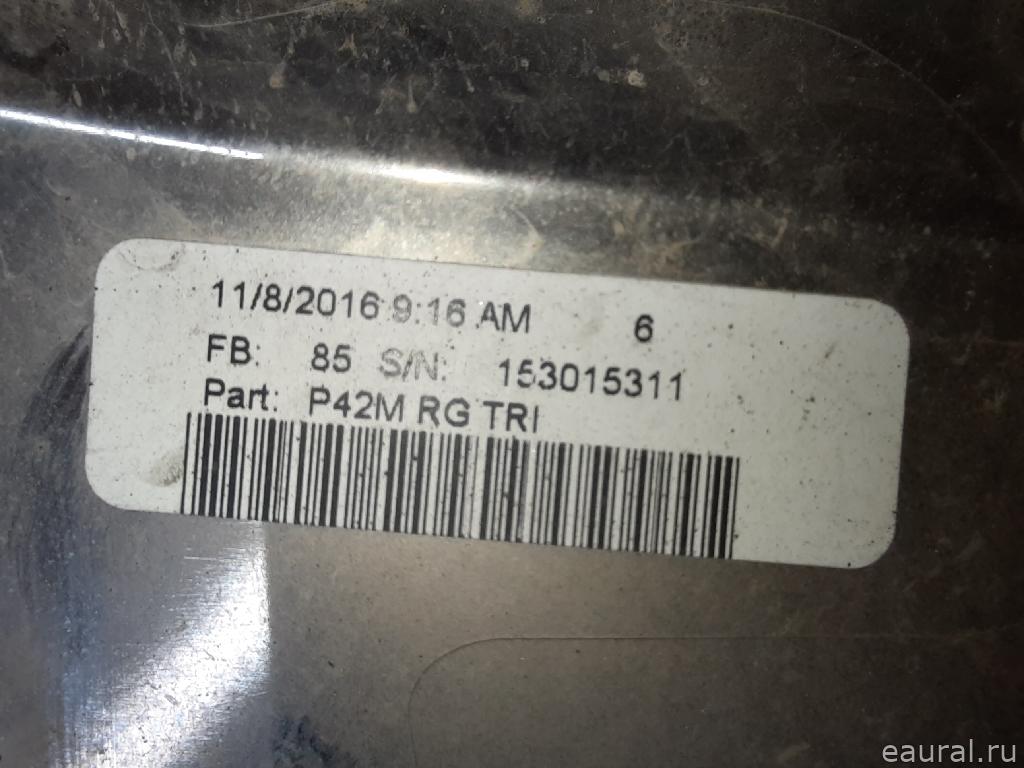 11/8/2016 9:16 AM 6
FB: 85 S/N: 153015311
Part: P42M RG TRI
eaural.ru